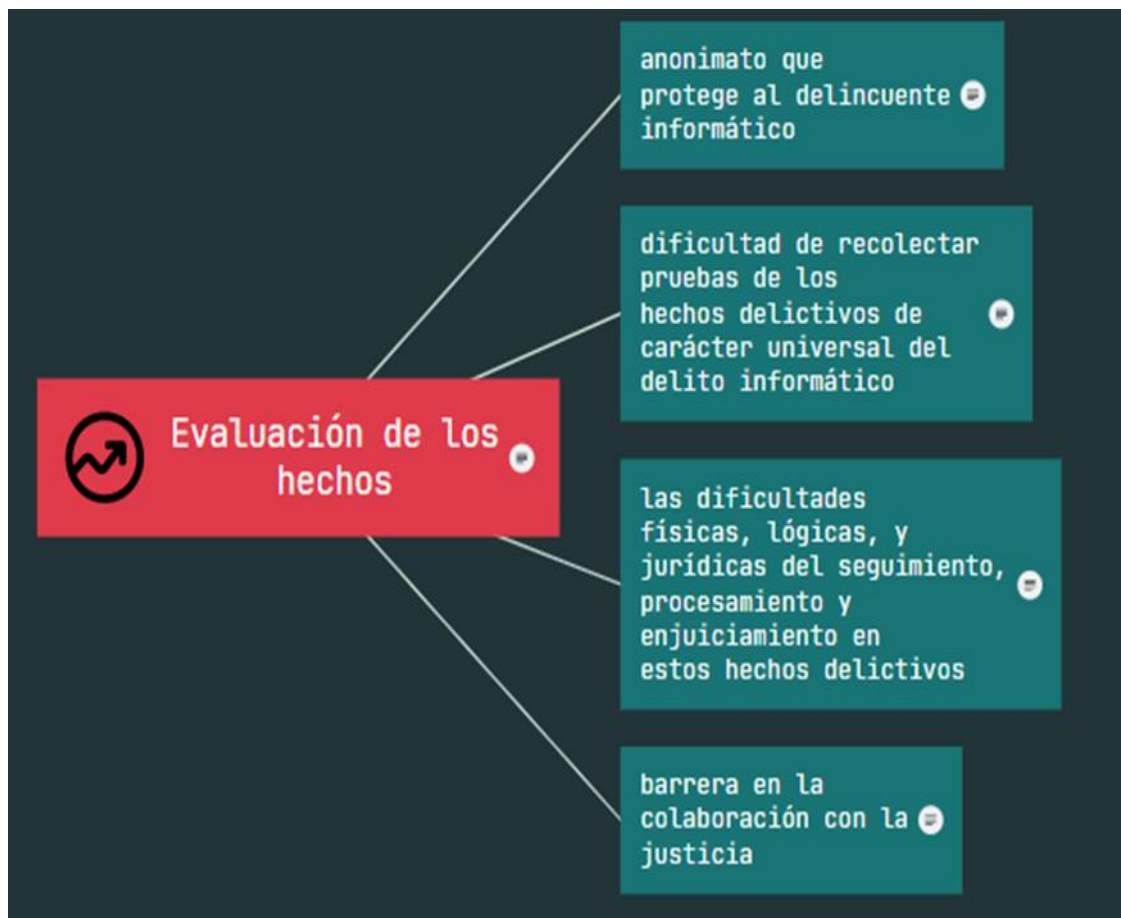 anonimato que
protege al delincuente
informático
dificultad de recolectar
pruebas de los
hechos delictivos de
carácter universal del
delito informático
Evaluación de los
hechos
las dificultades
físicas, lógicas, y
jurídicas del seguimiento,
procesamiento y
enjuiciamiento en
estos hechos delictivos
barrera en la
colaboración con la
justicia